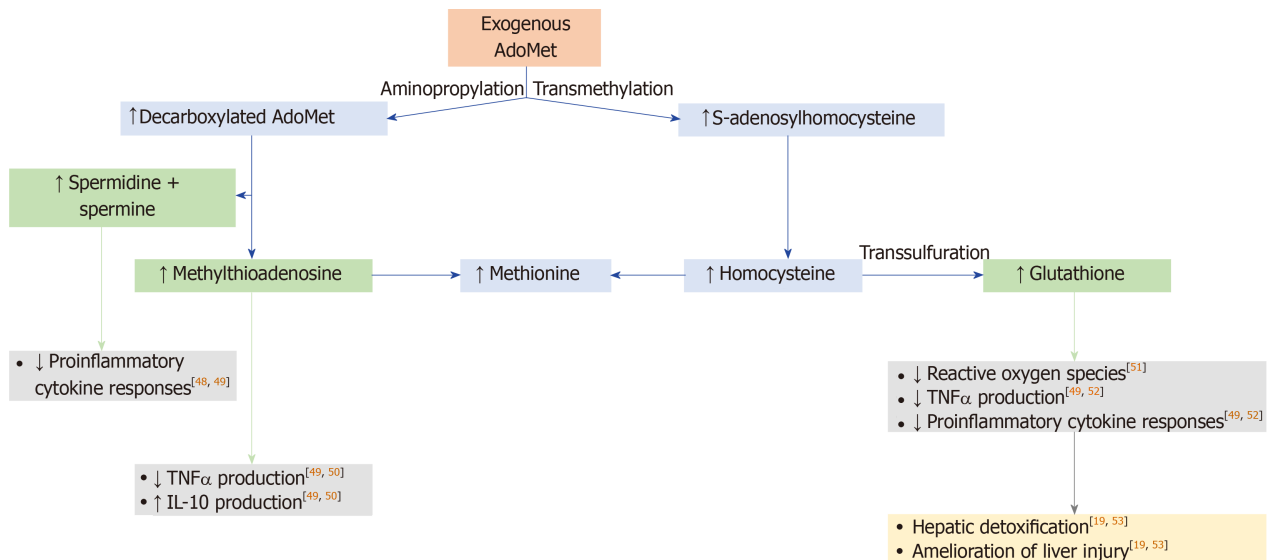 Exogenous
AdoMet
Aminopropylation
Transmethylation
↑Decarboxylated AdoMet
↑S-adenosylhomocysteine
↑ Spermidine +
spermine
Transsulfuration
↑ Methylthioadenosine
↑ Methionine
↑ Homocysteine
↑ Glutathione
• ↓ Proinflammatory
cytokine responses[48, 49]
• ↓ Reactive oxygen species[51]
• ↓ TNFα production[49, 52]
• ↓ Proinflammatory cytokine responses[49, 52]
• ↓ TNFα production[49, 50]
• ↑ IL-10 production[49, 50]
• Hepatic detoxification[19, 53]
• Amelioration of liver injury[19, 53]